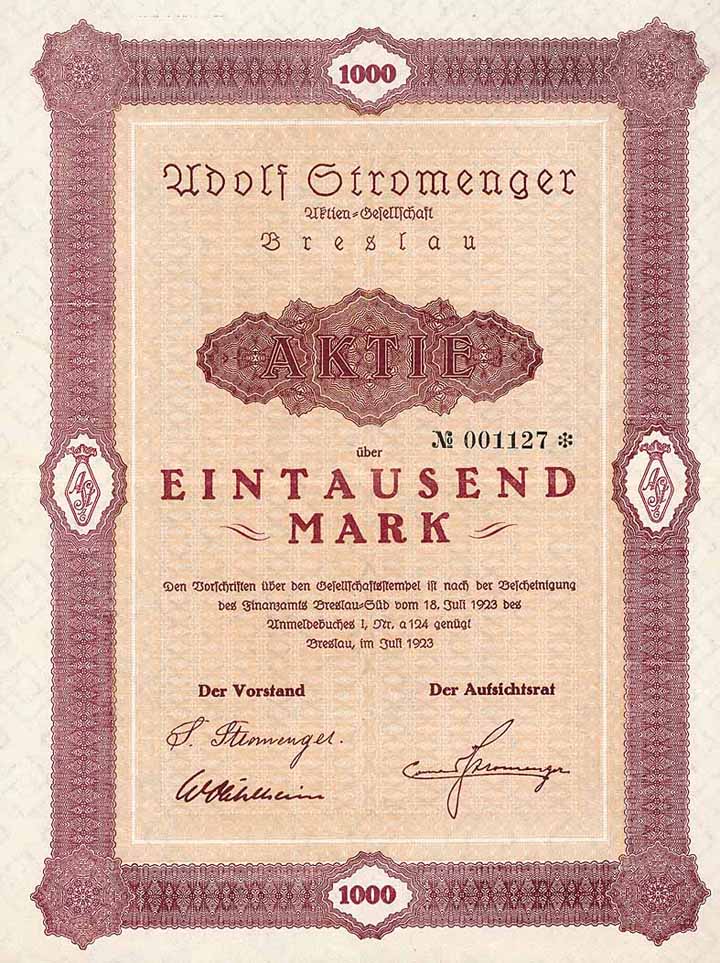 1000
Adolf Stromenger
Aktien=Gesellschaft
Breslau
AKTIE
№ 001127 *
über
EINTAUSEND
MARK
Den Vorschriften über den Gesellschaftsstempel ist nach der Bescheinigung
des Finanzamts Breslau=Süd vom 18. Juli 1923 des
Anmeldebuches I, Nr. a 124 genügt
Breslau, im Juli 1923
Der Vorstand Der Aufsichtsrat
S. Stromenger. Stromenger
1000